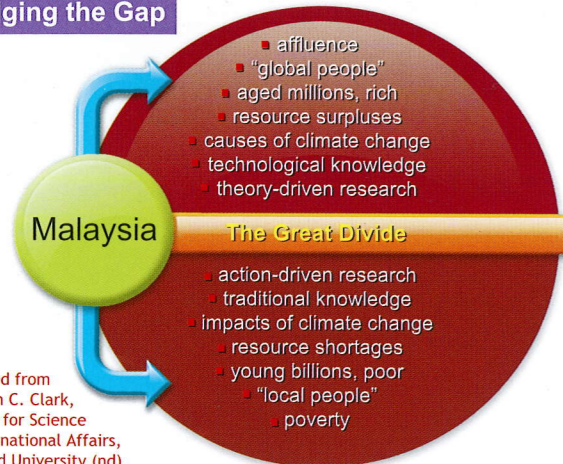 ging the Gap
▪ affluence
▪ “global people”
▪ aged millions, rich
▪ resource surpluses
▪ causes of climate change
▪ technological knowledge
▪ theory-driven research
Malaysia
The Great Divide
▪ action-driven research
▪ traditional knowledge
▪ impacts of climate change
▪ resource shortages
▪ young billions, poor
▪ “local people”
▪ poverty
d from
C. Clark,
for Science
national Affairs,
d University (nd)